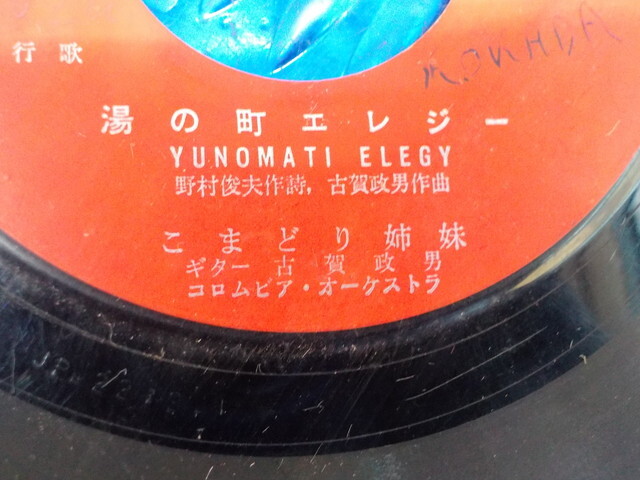 行歌
湯の町エレジー
YUNOMATI ELEGY
野村俊夫作詩, 古賀政男作曲
こまどり姉妹
ギター 古賀政男
コロムビア・オーケストラ